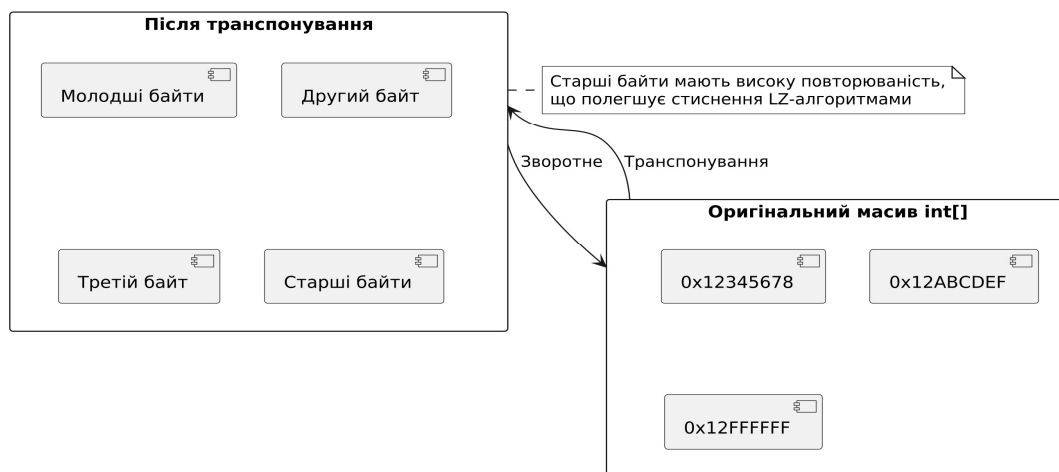 Після транспонування
Молодші байти
Другий байт
Третій байт
Старші байти
Старші байти мають високу повторюваність,
що полегшує стиснення LZ-алгоритмами
Зворотне
Транспонування
Оригінальний масив int[]
0x12345678
0x12ABCDEF
0x12FFFFFF